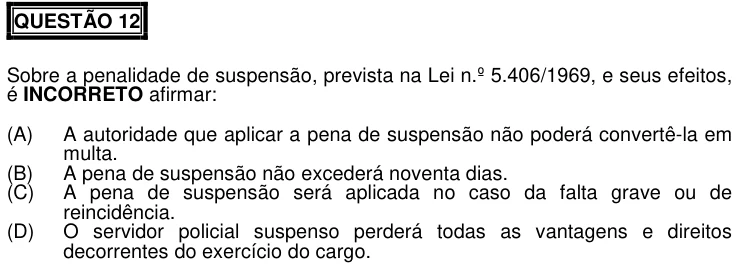 QUESTÃO 12
Sobre a penalidade de suspensão, prevista na Lei n.º 5.406/1969, e seus efeitos,
é INCORRETO afirmar:
(A) A autoridade que aplicar a pena de suspensão não poderá convertê-la em
multa.
(B) A pena de suspensão não excederá noventa dias.
(C) A pena de suspensão será aplicada no caso da falta grave ou de
reincidência.
(D) O servidor policial suspenso perderá todas as vantagens e direitos
decorrentes do exercício do cargo.